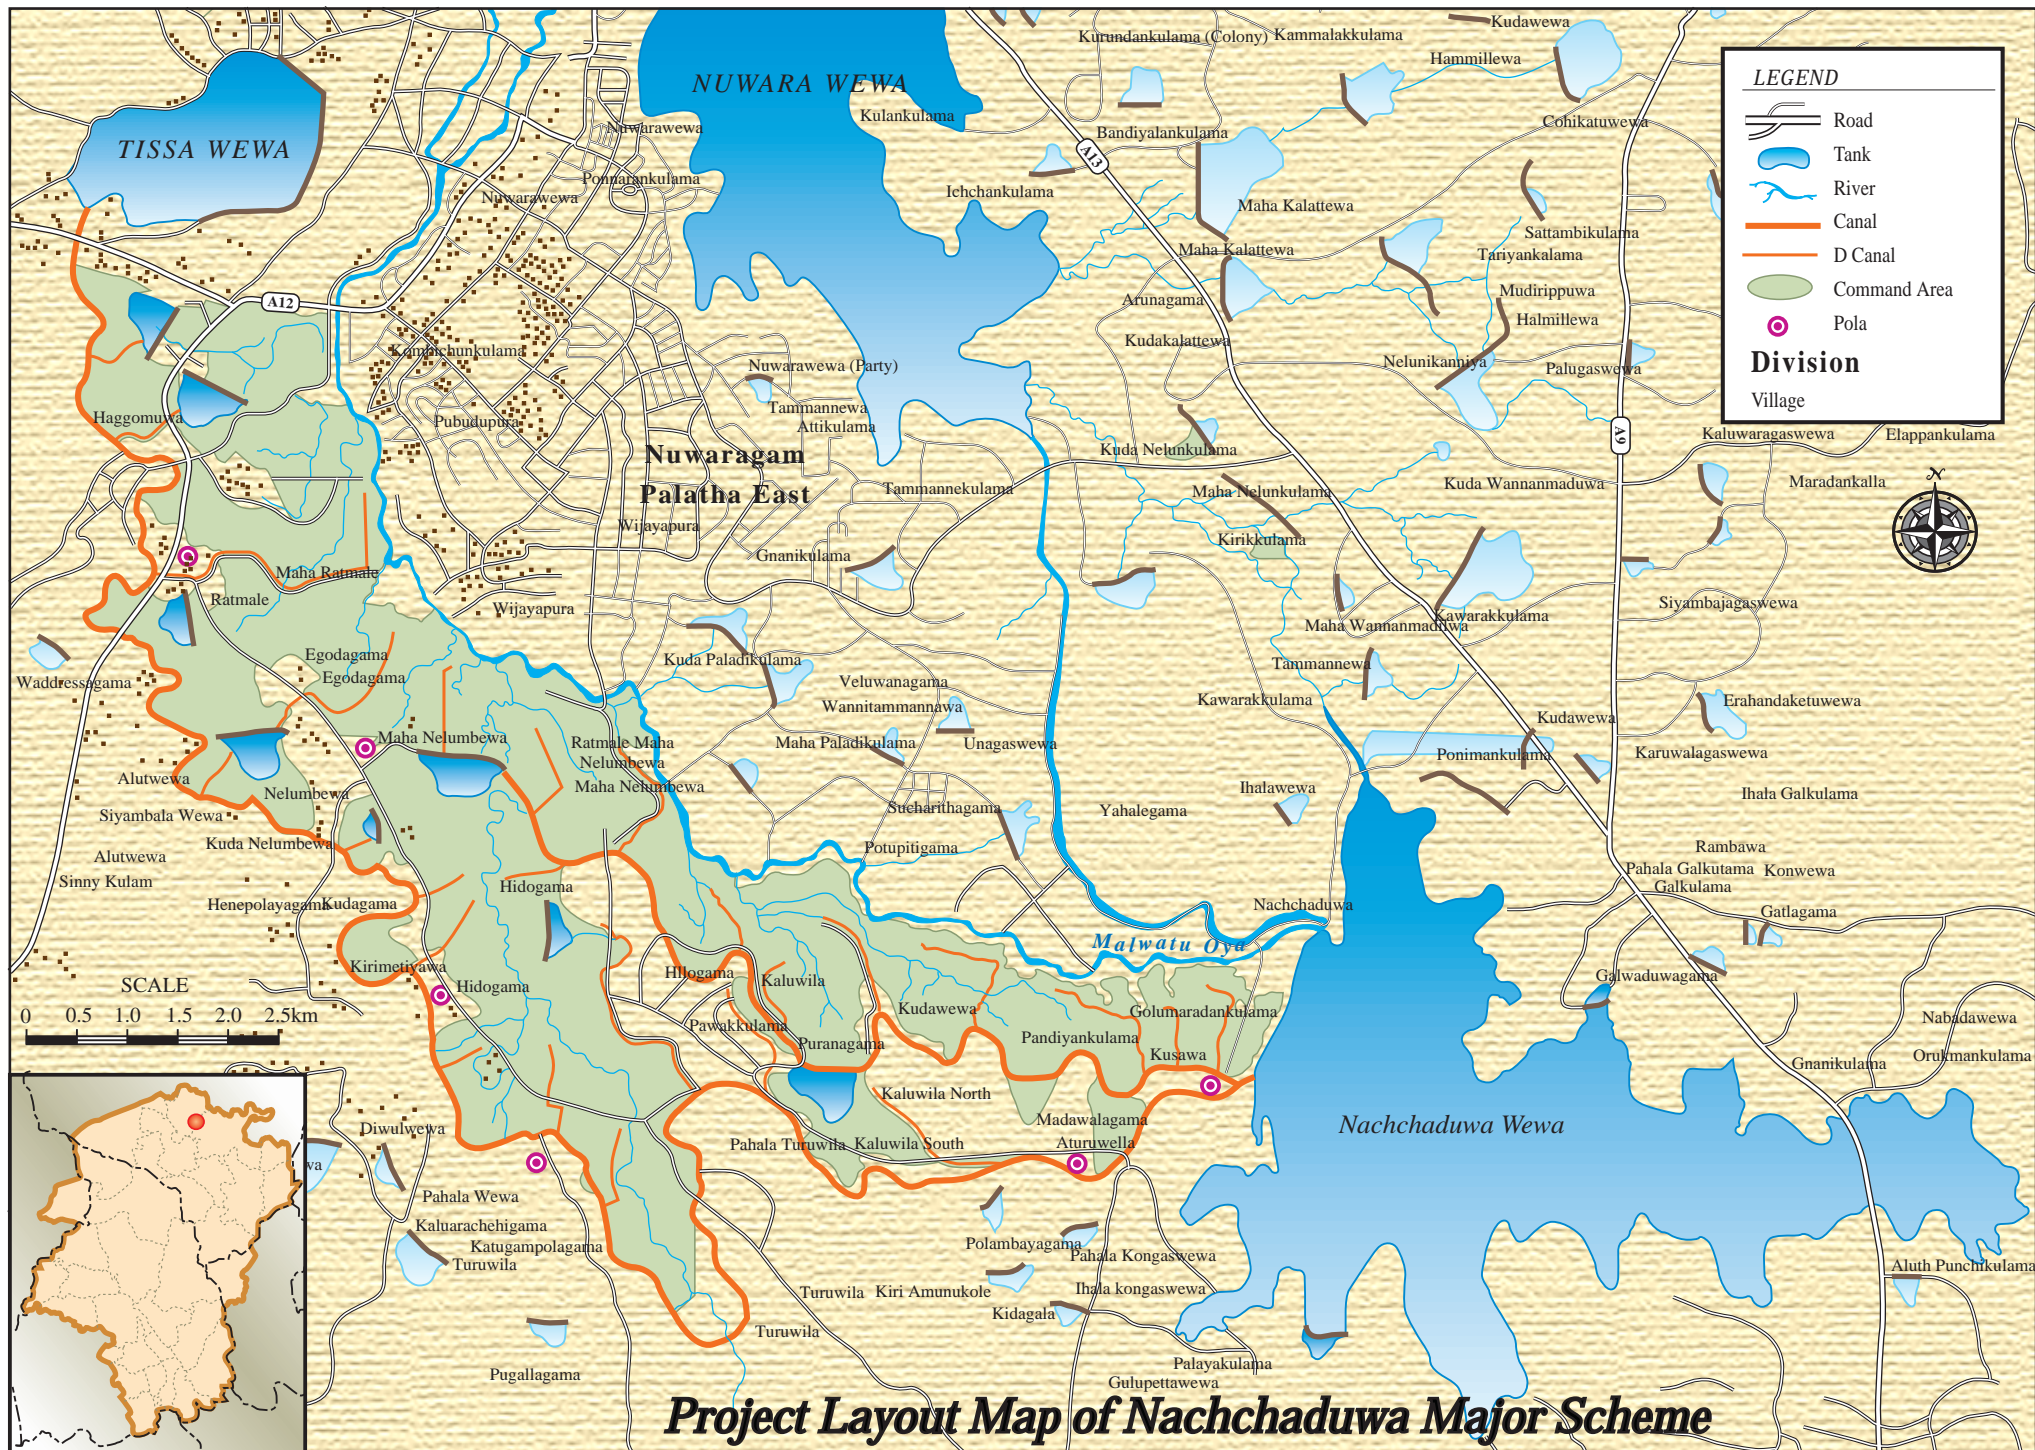 Kudawewa
Kurundankulama (Colony)
Kammalakkulama
Hammillewa
NUWARA WEWA
Kulankulama
Cohikatuwewa
LEGEND
Road
Tank
River
Canal
D Canal
Command Area
Pola
Division
Village
TISSA WEWA
Nuwarawewa
Bandiyalankulama
A13
Ponnarankulama
Nuwarawewa
Ichchankulama
Maha Kalattewa
Sattambikulama
Maha Kalattewa
Tariyankalama
Mudirippuwa
A12
Arunagama
Halmillewa
Kudakalattewa
Kombichunkulama
Nuwarawewa (Party)
Nelunikanniya
Palugaswewa
Tammannewa
Haggomuwa
Pubudupura
Attikulama
A9
Kaluwaragaswewa
Elappankulama
Nuwaragam
Palatha East
Kuda Nelunkulama
Tammannekulama
Maha Nelunkulama
Kuda Wannanmaduwa
Maradankalla
N
Wijayapura
Gnanikulama
Kirikkulama
Maha Ratmale
Ratmale
Wijayapura
Siyambajagaswewa
Kawarakkulama
Maha Wannanmadilwa
Egodagama
Egodagama
Kuda Paladikulama
Tammannewa
Waddressagama
Veluwanagama
Kawarakkulama
Erahandaketuwewa
Wannitammannawa
Kudawewa
Maha Nelumbewa
Ratmale Maha
Nelumbewa
Maha Paladikulama
Unagaswewa
Ponimankulama
Karuwalagaswewa
Alutwewa
Maha Nelumbewa
Nelumbewa
Ihalawewa
Ihala Galkulama
Siyambala Wewa
Sucharithagama
Yahalegama
Kuda Nelumbewa
Potupitigama
Rambawa
Alutwewa
Pahala Galkutama
Konwewa
Sinny Kulam
Hidogama
Galkulama
Henepolayagama
Kudagama
Nachchaduwa
Gatlagama
Malwatu Oya
Kirimetiyawa
Hilogama
Kaluwila
Galwaduwagama
SCALE
Hidogama
0 0.5 1.0 1.5 2.0 2.5km
Kudawewa
Golumaradankulama
Nabadawewa
Pawakkulama
Puranagama
Pandiyankulama
Kusawa
Gnanikulama
Orukmankulama
Kaluwila North
Madawalagama
Nachchaduwa Wewa
Diwulwewa
Pahala Turuwila
Kaluwila South
Aturuwella
va
Pahala Wewa
Kaluarachehigama
Katugampolagama
Turuwila
Polambayagama
Pahala Kongaswewa
Aluth Punchikulama
Turuwila
Kiri Amunukole
Ihala kongaswewa
Kidagala
Turuwila
Pugallagama
Palayakulama
Gulupettawewa
Project Layout Map of Nachchaduwa Major Scheme